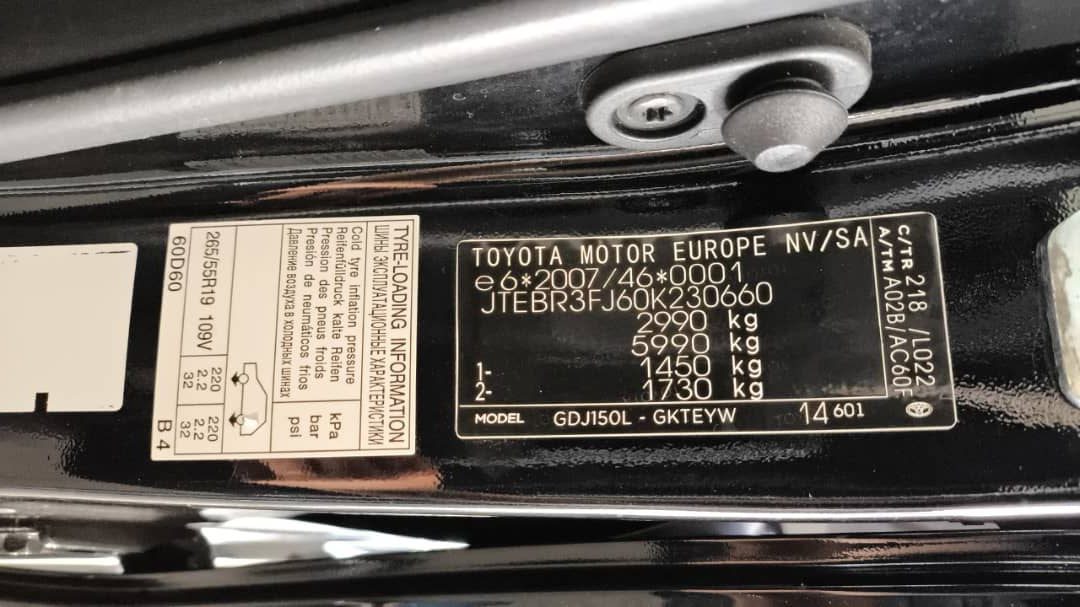 TYRE-LOADING INFORMATION
ШИНЫ ЭКСПЛУАТАЦИОННЫЕ ХАРАКТЕРИСТИКИ
Cold tyre inflation pressure
Reifenfülldruck kalte Reifen
Pression des pneus froids
Presión de neumáticos fríos
Давление воздуха в холодных шинах
kPa
bar
psi
265/55R19 109V
220
2.2
32
220
2.2
32
60D60
B 4
TOYOTA MOTOR EUROPE NV/SA
e6*2007/46*0001
JTEBR3FJ60K230660
2990 kg
5990 kg
1- 1450 kg
2- 1730 kg
MODEL GDJ150L - GKTEYW 14 601
C/TR 218 /L022
A/TM A02B/AC60F